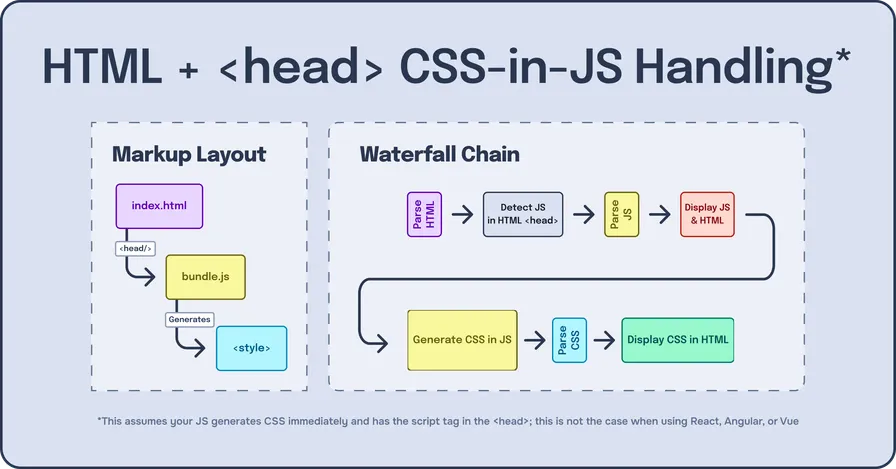 HTML + <head> CSS-in-JS Handling*
Markup Layout
index.html
<head/>
bundle.js
Generates
<style>
Waterfall Chain
Parse
HTML
Detect JS
in HTML <head>
Parse
JS
Display JS
& HTML
Generate CSS in JS
Parse
CSS
Display CSS in HTML
*This assumes your JS generates CSS immediately and has the script tag in the <head>; this is not the case when using React, Angular, or Vue